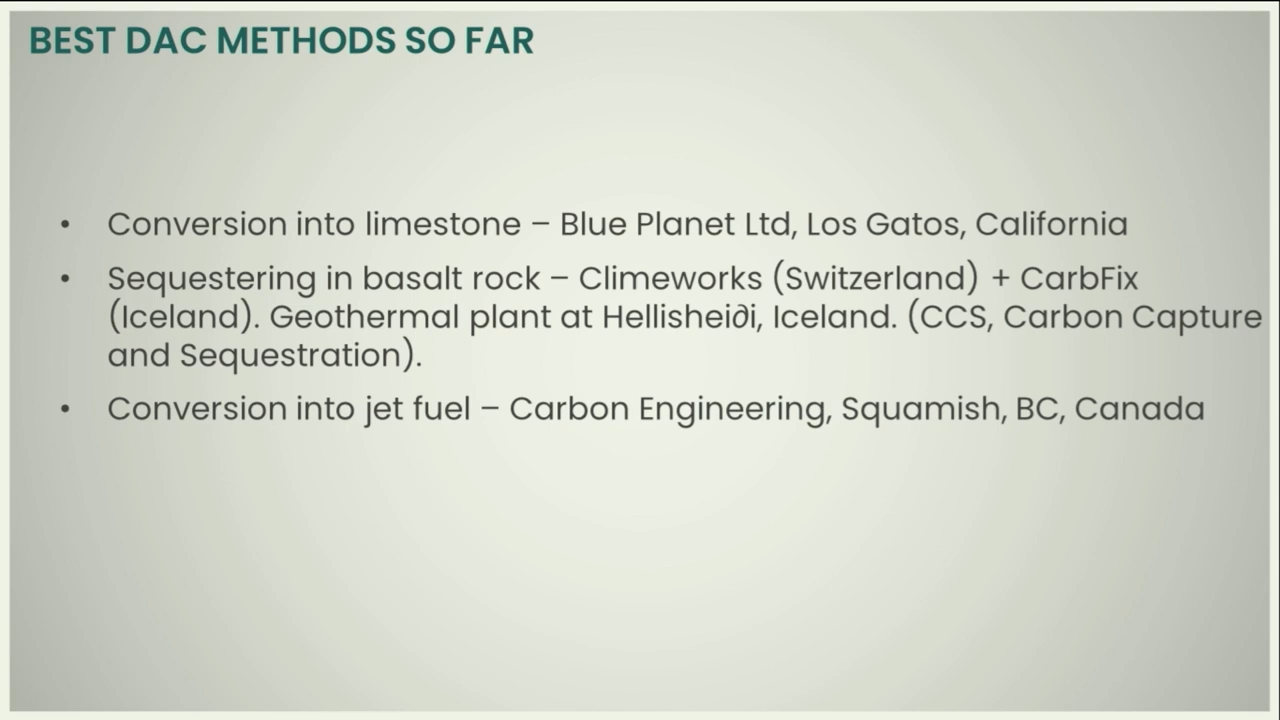 BEST DAC METHODS SO FAR
• Conversion into limestone – Blue Planet Ltd, Los Gatos, California
• Sequestering in basalt rock – Climeworks (Switzerland) + CarbFix
(Iceland). Geothermal plant at Hellishei∂i, Iceland. (CCS, Carbon Capture
and Sequestration).
• Conversion into jet fuel – Carbon Engineering, Squamish, BC, Canada